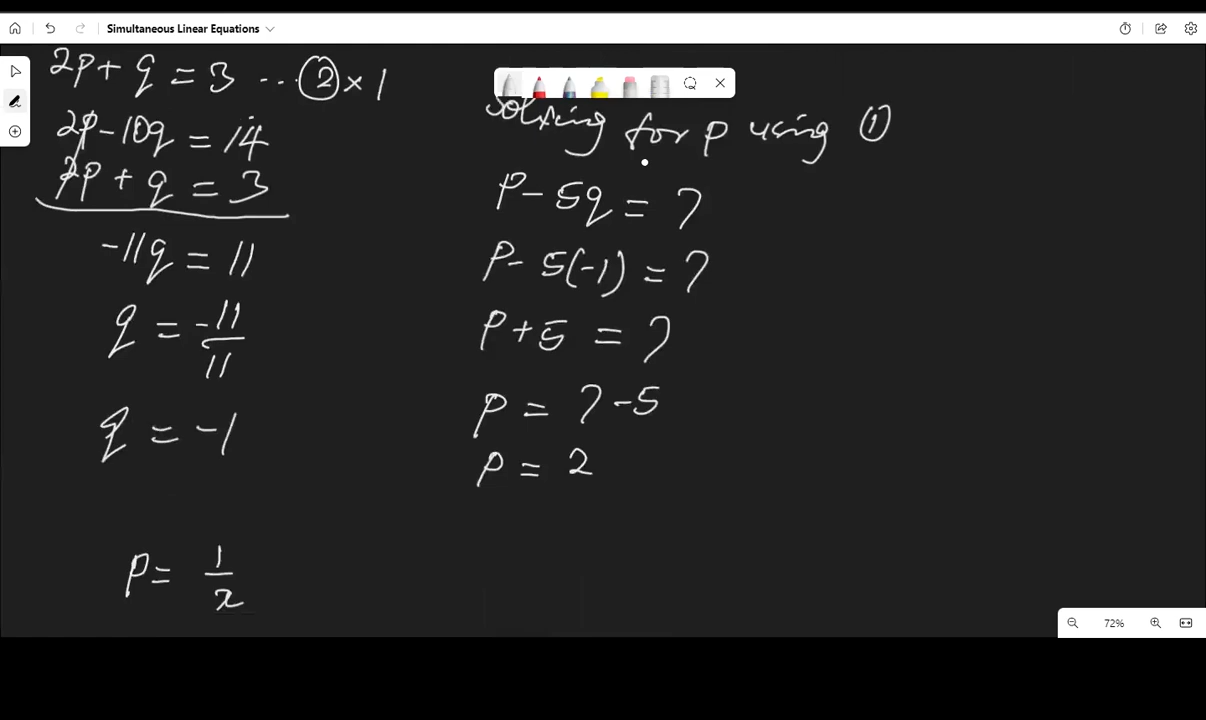 Simultaneous Linear Equations
2p + q = 3 ... ② × 1
2p - 10q = 14
2p + q = 3
-11q = 11
q = -11/11
q = -1
p = 1/x
Solving for p using ①
p - 5q = 7
p - 5(-1) = 7
p + 5 = 7
p = 7 - 5
p = 2
72%